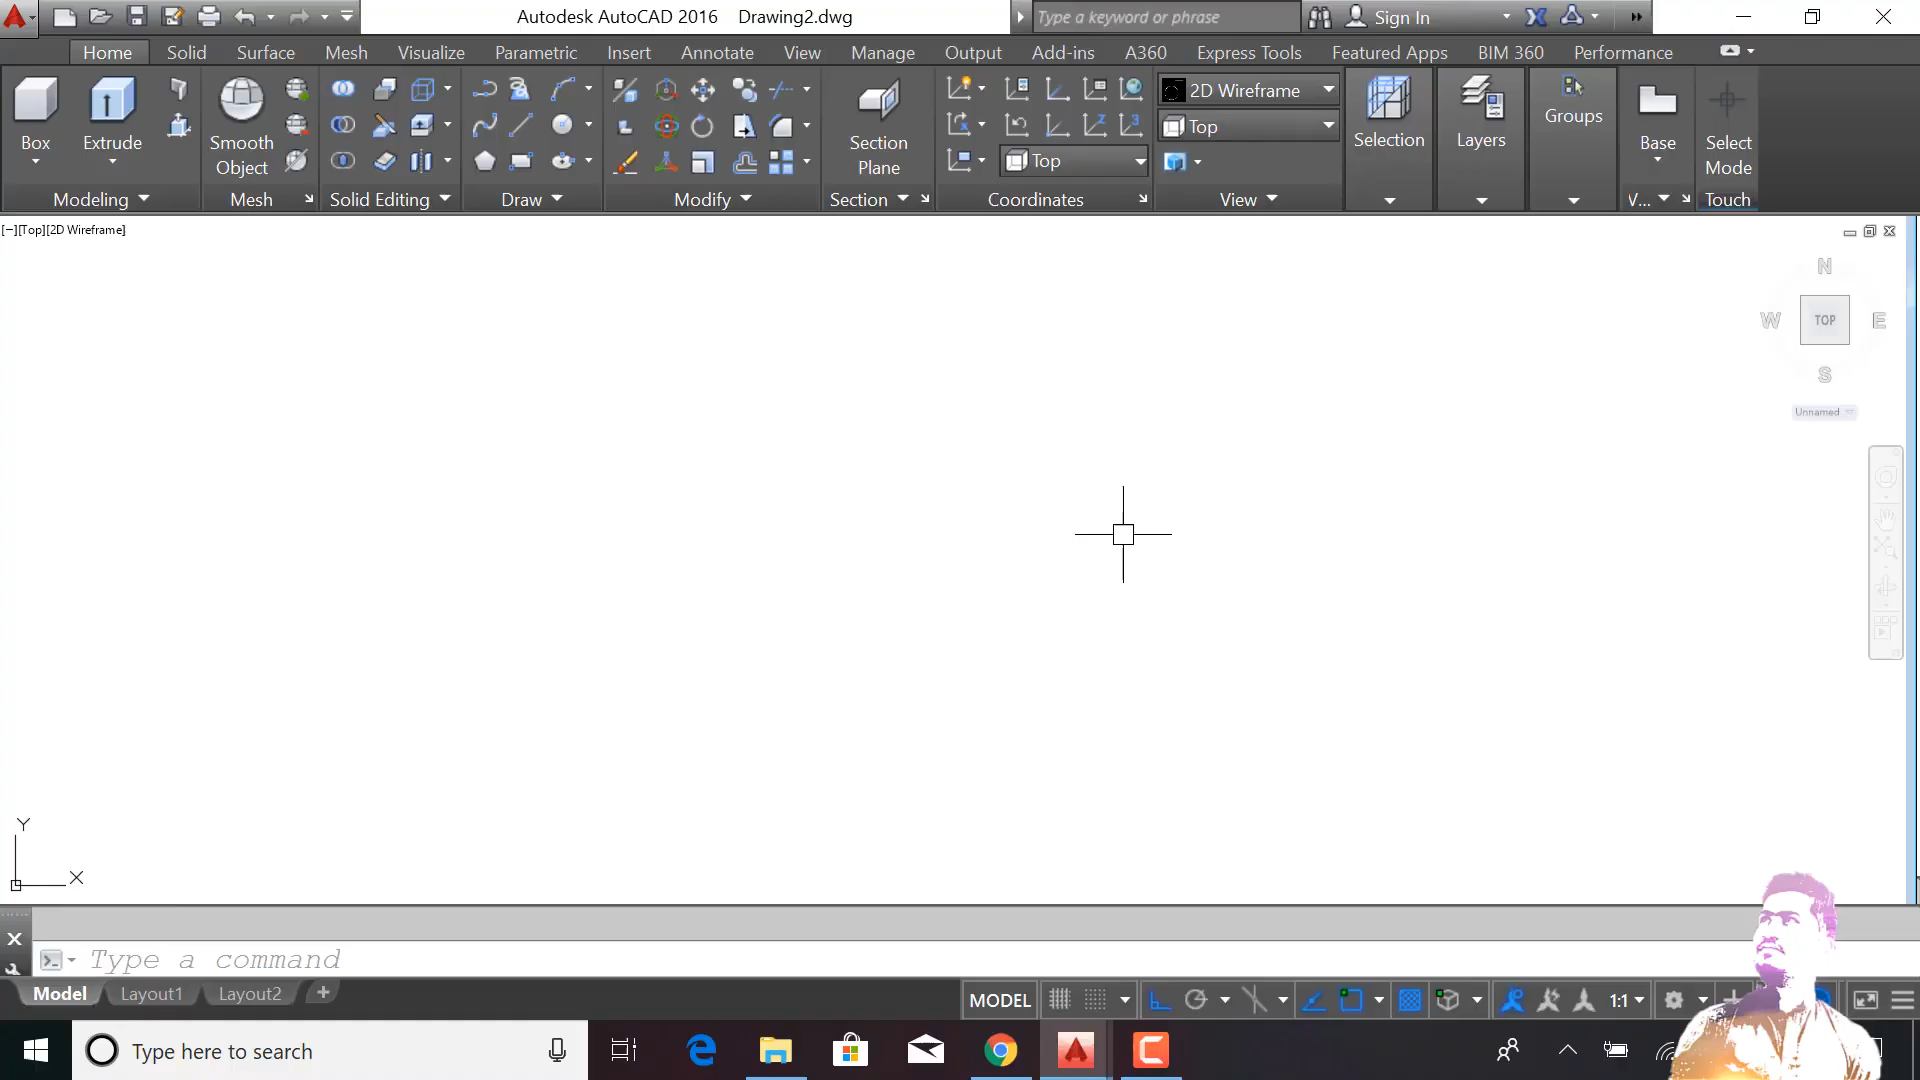 Autodesk AutoCAD 2016 Drawing2.dwg
Type a keyword or phrase
Sign In
Home Solid Surface Mesh Visualize Parametric Insert Annotate View Manage Output Add-ins A360 Express Tools Featured Apps BIM 360 Performance
Box
Extrude
Smooth Object
Section Plane
Top
2D Wireframe
Top
Selection
Layers
Groups
Base
Select Mode
Modeling Mesh Solid Editing Draw Modify Section Coordinates View V... Touch
[−][Top][2D Wireframe]
N
W TOP E
S
Unnamed
Y
X
Type a command
Model Layout1 Layout2
MODEL
1:1
Type here to search